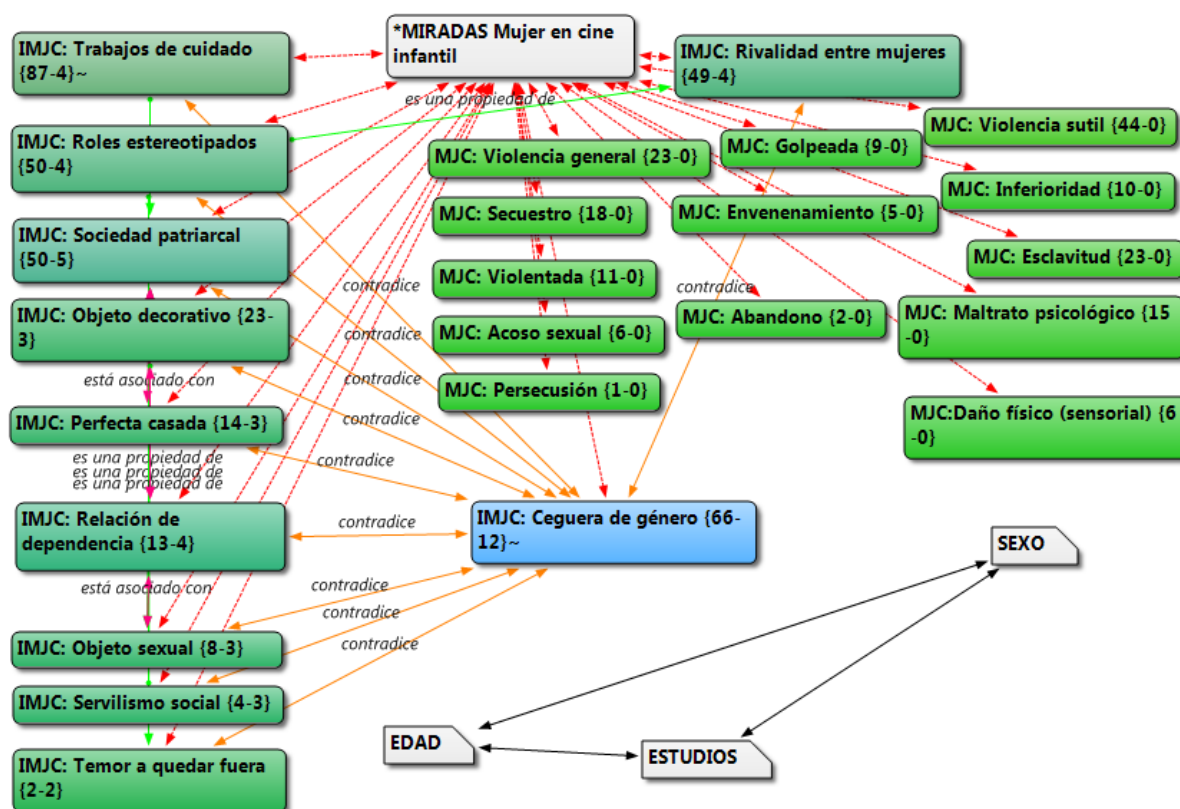 IMJC: Trabajos de cuidado
{87-4}~
*MIRADAS Mujer en cine
infantil
IMJC: Rivalidad entre mujeres
{49-4}
es una propiedad de
IMJC: Roles estereotipados
{50-4}
MJC: Violencia general {23-0}
MJC: Golpeada {9-0}
MJC: Violencia sutil {44-0}
MJC: Inferioridad {10-0}
MJC: Secuestro {18-0}
MJC: Envenenamiento {5-0}
IMJC: Sociedad patriarcal
{50-5}
MJC: Esclavitud {23-0}
MJC: Violentada {11-0}
contradice
contradice
IMJC: Objeto decorativo {23-
3}
MJC: Acoso sexual {6-0}
MJC: Abandono {2-0}
MJC: Maltrato psicológico {15
-0}
contradice
contradice
está asociado con
MJC: Persecusión {1-0}
contradice
IMJC: Perfecta casada {14-3}
MJC:Daño físico (sensorial) {6
-0}
es una propiedad de
es una propiedad de
es una propiedad de
contradice
IMJC: Relación de
dependencia {13-4}
contradice
IMJC: Ceguera de género {66-
12}~
SEXO
está asociado con
contradice
contradice
contradice
IMJC: Objeto sexual {8-3}
IMJC: Servilismo social {4-3}
EDAD
ESTUDIOS
IMJC: Temor a quedar fuera
{2-2}